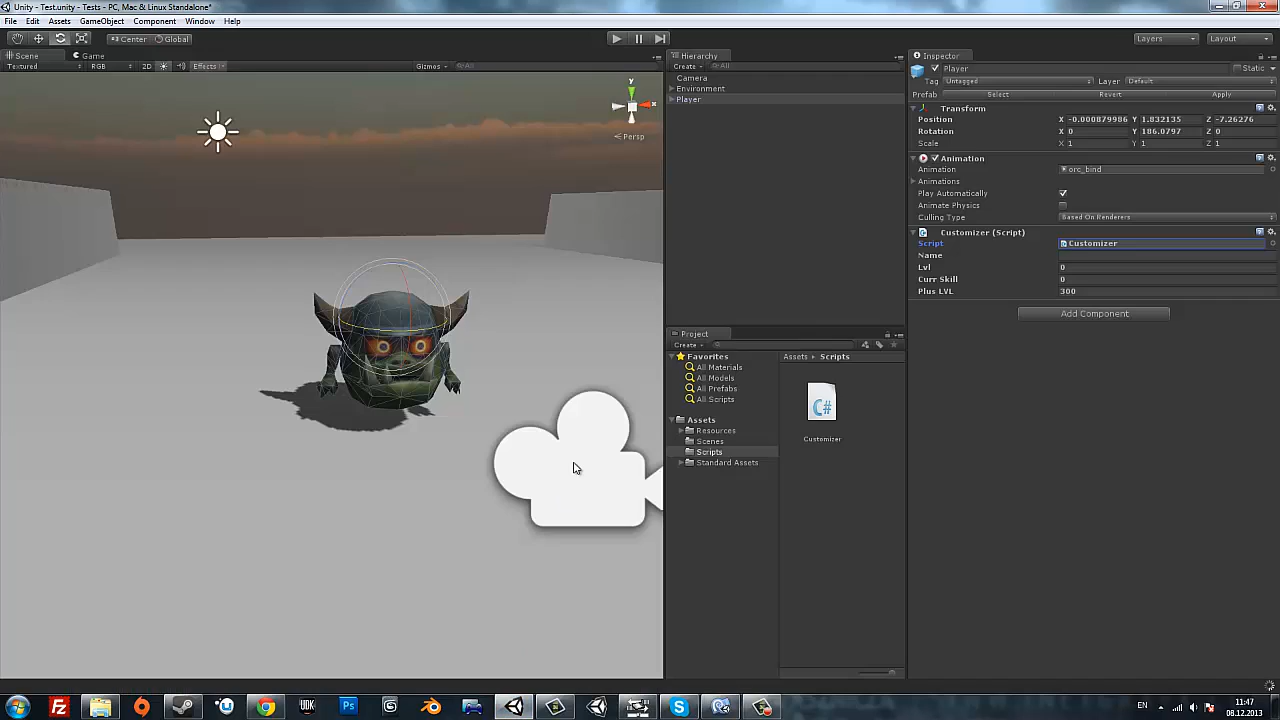 Unity - Test.unity - Tests - PC, Mac & Linux Standalone*
File Edit Assets GameObject Component Window Help
Center Global
Layers Layout
Scene Game
Textured RGB 2D Effects Gizmos All
Y
Persp
Hierarchy
Create All
Camera
Environment
Player
Project
Create
Favorites
All Materials
All Models
All Prefabs
All Scripts
Assets
Resources
Scenes
Scripts
Standard Assets
Assets Scripts
C#
Customizer
Inspector
Player Static
Tag Untagged Layer Default
Prefab Select Revert Apply
Transform
Position X -0.000879986 Y 1.832135 Z -7.26276
Rotation X 0 Y 186.0797 Z 0
Scale X 1 Y 1 Z 1
Animation
Animation orc_bind
Animations
Play Automatically
Animate Physics
Culling Type Based On Renderers
Customizer (Script)
Script Customizer
Name
Lvl 0
Curr Skill 0
Plus LVL 300
Add Component
Fz UDK Ps
EN 11:47
08.12.2013